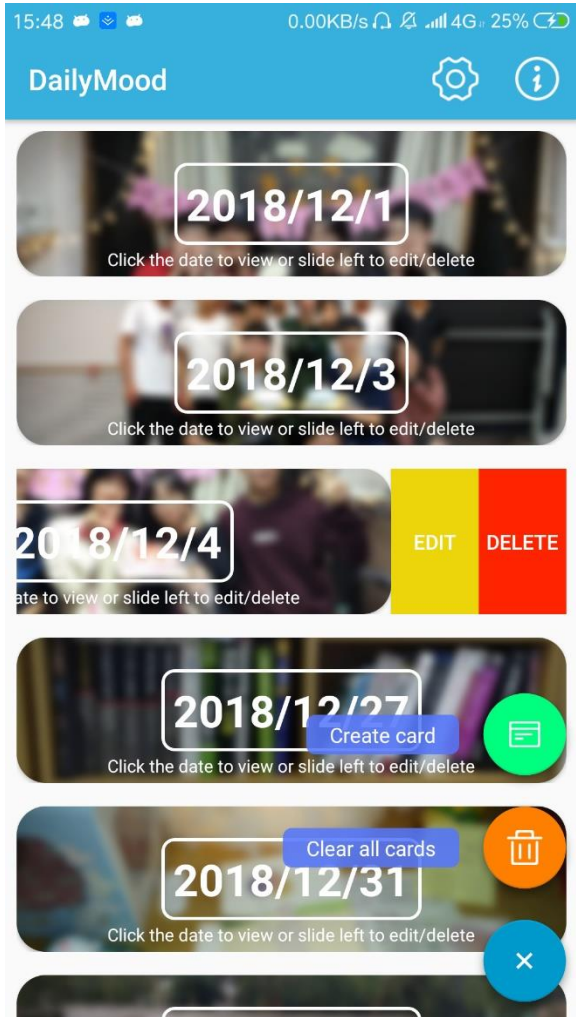 15:48 0.00KB/s 4G 25%
DailyMood
2018/12/1
Click the date to view or slide left to edit/delete
2018/12/3
Click the date to view or slide left to edit/delete
2018/12/4
ate to view or slide left to edit/delete
EDIT DELETE
2018/12/27
Create card
Click the date to view or slide left to edit/delete
Clear all cards
2018/12/31
Click the date to view or slide left to edit/delete